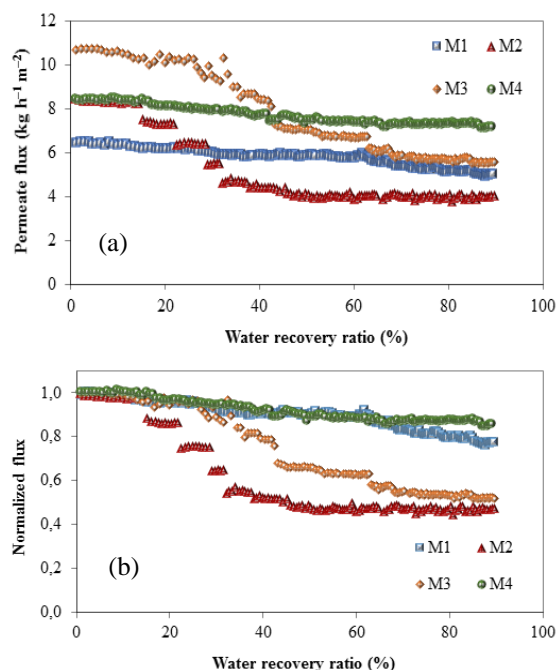 12
(a)
10
M1 M2
M3 M4
8
6
4
2
0
0 20 40 60 80 100
Permeate flux (kg h⁻¹ m⁻²)
Water recovery ratio (%)
(b)
1,0
0,8
0,6
0,4
0,2
0,0
M1 M2
M3 M4
0 20 40 60 80 100
Normalized flux
Water recovery ratio (%)